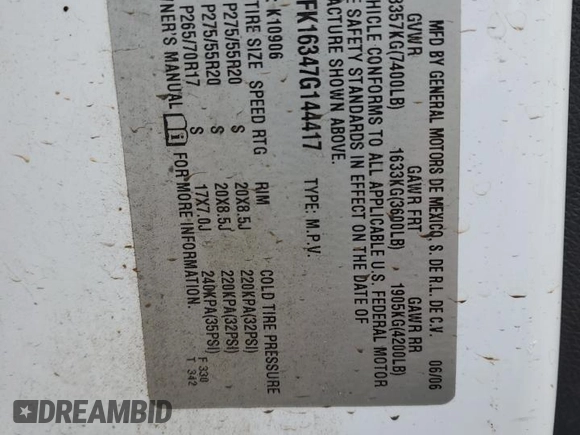 MFD BY GENERAL MOTORS DE MEXICO, S. DE R.L. DE C.V. 06/06
GVWR GAWR FRT GAWR RR
3357KG(7400LB) 1633KG(3600LB) 1905KG(4200LB)
VEHICLE CONFORMS TO ALL APPLICABLE U.S. FEDERAL MOTOR
E SAFETY STANDARDS IN EFFECT ON THE DATE OF
FACTURE SHOWN ABOVE.
FK16347G144417 TYPE: M.P.V.
: K10906
TIRE SIZE SPEED RTG RIM COLD TIRE PRESSURE
P275/55R20 S 20X8.5J 220KPA(32PSI)
P275/55R20 S 20X8.5J 220KPA(32PSI)
P265/70R17 S 17X7.0J 240KPA(35PSI)
WNER'S MANUAL i FOR MORE INFORMATION. F 330
T 342
DREAMBID